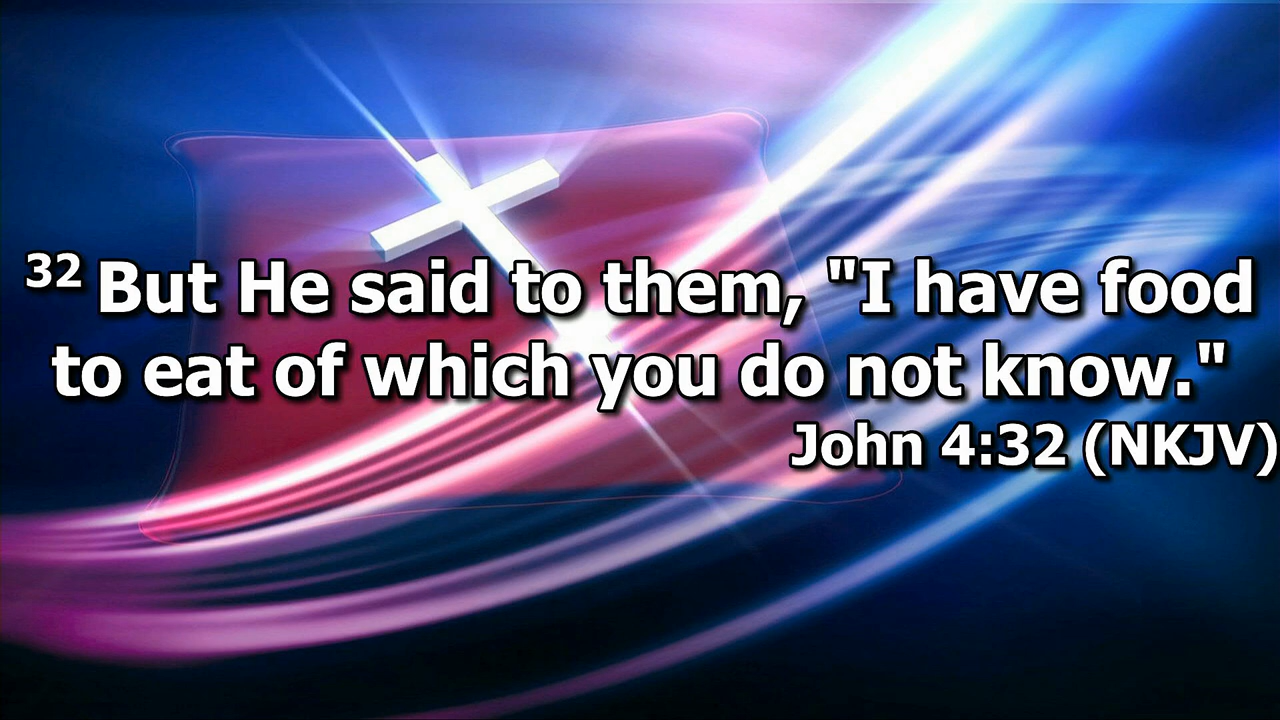 32 But He said to them, "I have food
to eat of which you do not know."
John 4:32 (NKJV)